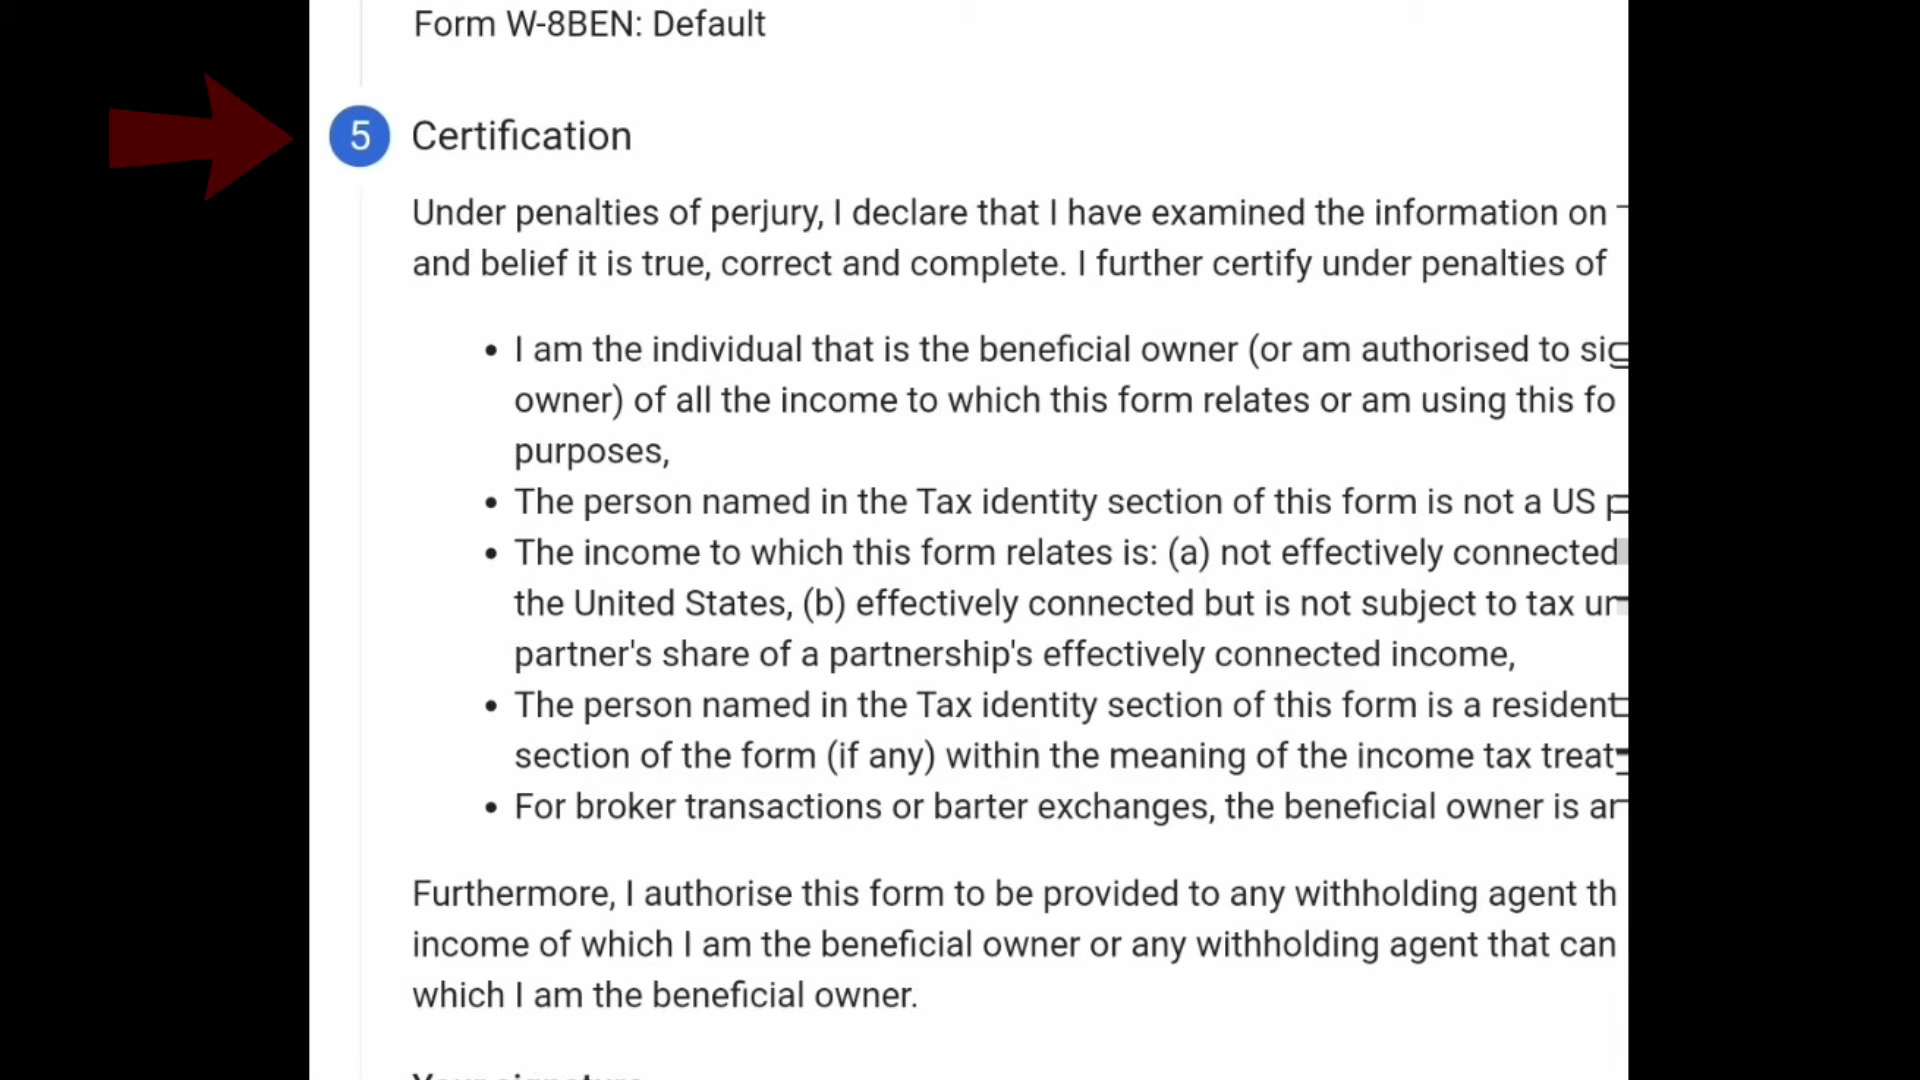 Form W-8BEN: Default
5 Certification
Under penalties of perjury, I declare that I have examined the information on
and belief it is true, correct and complete. I further certify under penalties of
• I am the individual that is the beneficial owner (or am authorised to
owner) of all the income to which this form relates or am using this
purposes,
• The person named in the Tax identity section of this form is not a US
• The income to which this form relates is: (a) not effectively connected
the United States, (b) effectively connected but is not subject to tax
partner's share of a partnership's effectively connected income,
• The person named in the Tax identity section of this form is a resident
section of the form (if any) within the meaning of the income tax
• For broker transactions or barter exchanges, the beneficial owner is
Furthermore, I authorise this form to be provided to any withholding agent
income of which I am the beneficial owner or any withholding agent that can
which I am the beneficial owner.